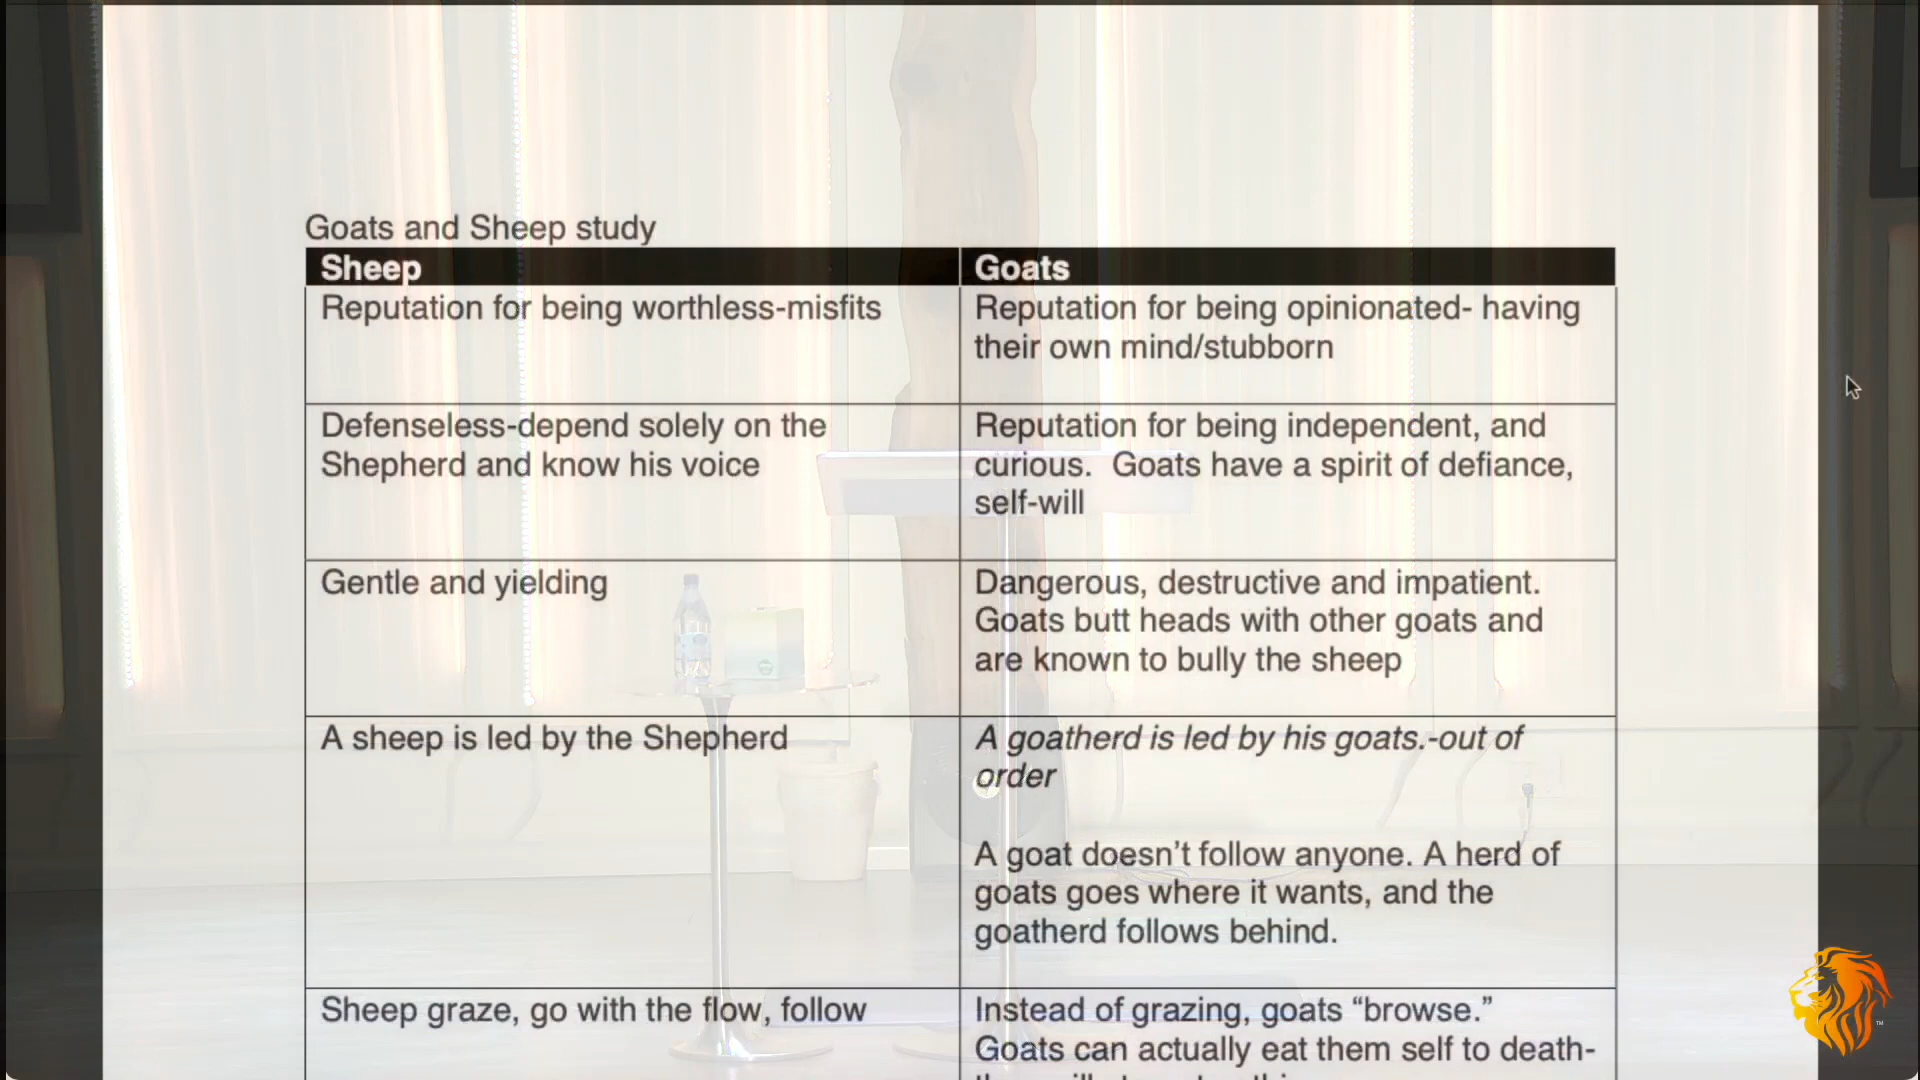 Goats and Sheep study
Sheep
Goats
Reputation for being worthless-misfits
Reputation for being opinionated- having
their own mind/stubborn
Defenseless-depend solely on the
Shepherd and know his voice
Reputation for being independent, and
curious.  Goats have a spirit of defiance,
self-will
Gentle and yielding
Dangerous, destructive and impatient.
Goats butt heads with other goats and
are known to bully the sheep
A sheep is led by the Shepherd
A goatherd is led by his goats.-out of
order
A goat doesn’t follow anyone. A herd of
goats goes where it wants, and the
goatherd follows behind.
Sheep graze, go with the flow, follow
Instead of grazing, goats “browse.”
Goats can actually eat them self to death-
TM